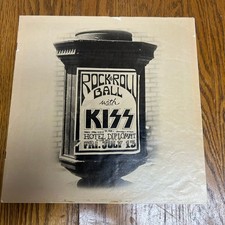 ROCK & ROLL
BALL
with
KISS
HOTEL DIPLOMAT
FRI. JULY 13